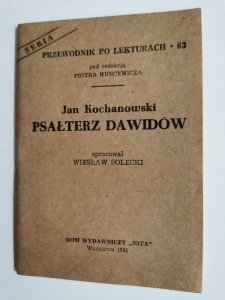 SERIA
PRZEWODNIK PO LEKTURACH • 63
pod redakcją
PIOTRA KUNCEWICZA
Jan Kochanowski
PSAŁTERZ DAWIDÓW
opracował
WIESŁAW SOLECKI
DOM WYDAWNICZY „JOTA”
Warszawa